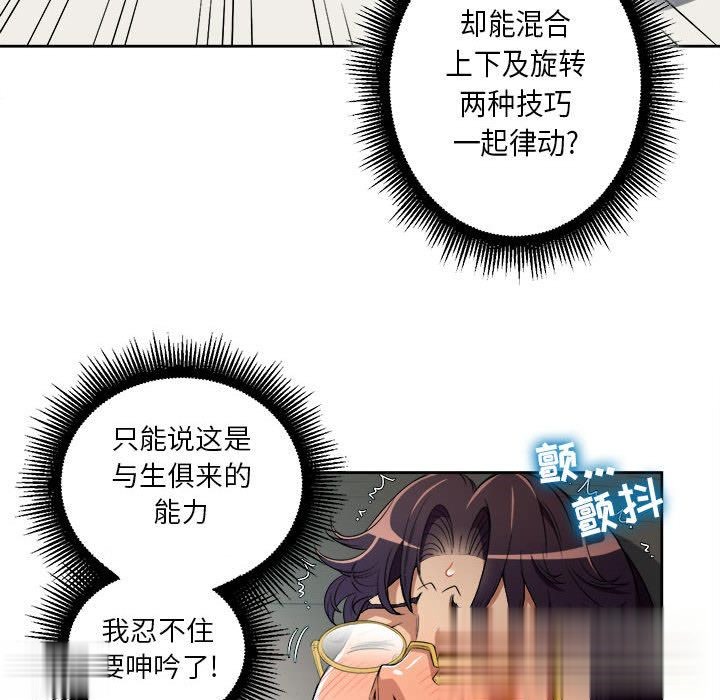 却能混合
上下及旋转
两种技巧
一起律动?
只能说这是
与生俱来的
能力
颤…
颤抖
我忍不住
要呻吟了!